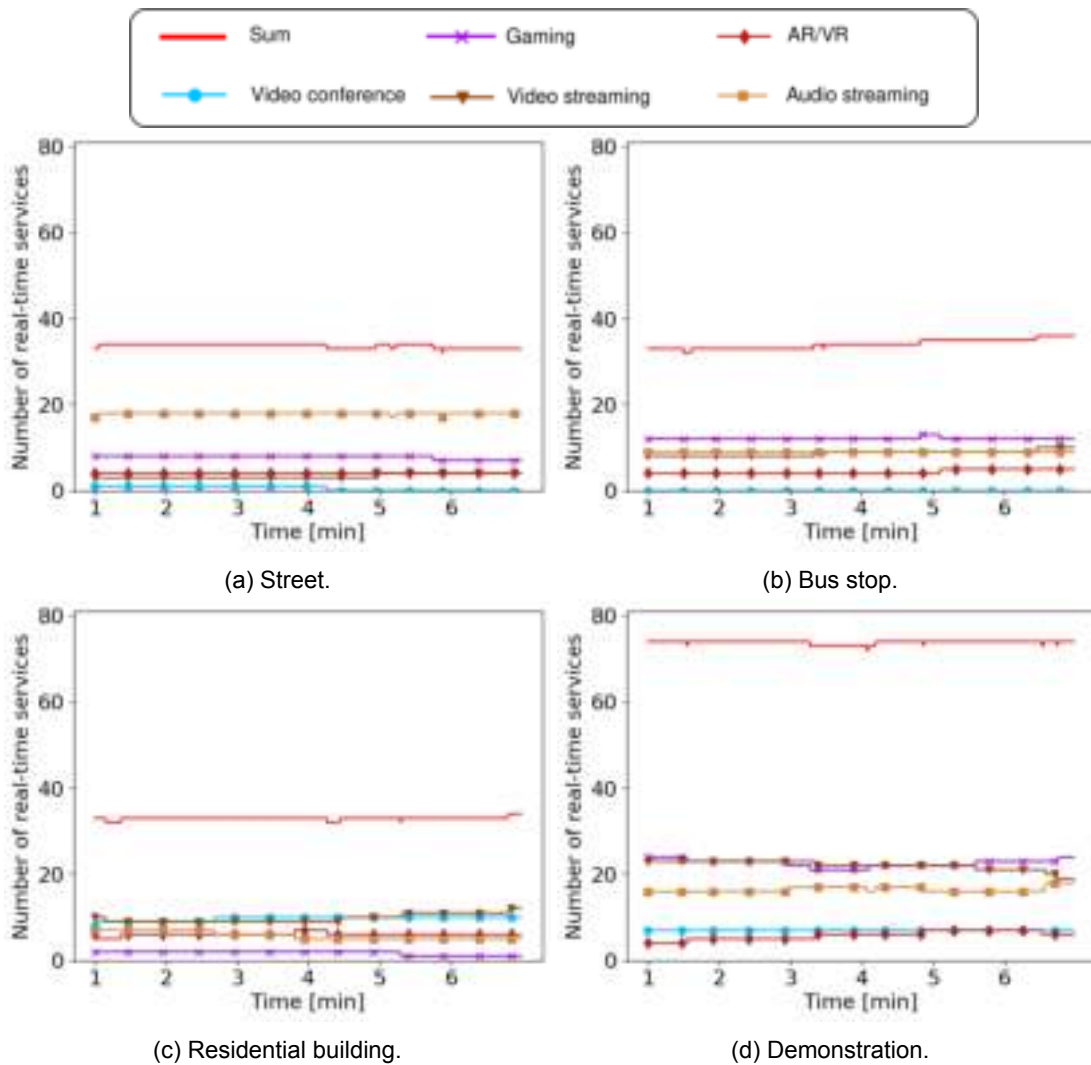 Sum Gaming AR/VR
Video conference Video streaming Audio streaming
80
60
40
20
0
Number of real-time services
1 2 3 4 5 6
Time [min]
(a) Street.
80
60
40
20
0
Number of real-time services
1 2 3 4 5 6
Time [min]
(b) Bus stop.
80
60
40
20
0
Number of real-time services
1 2 3 4 5 6
Time [min]
(c) Residential building.
80
60
40
20
0
Number of real-time services
1 2 3 4 5 6
Time [min]
(d) Demonstration.